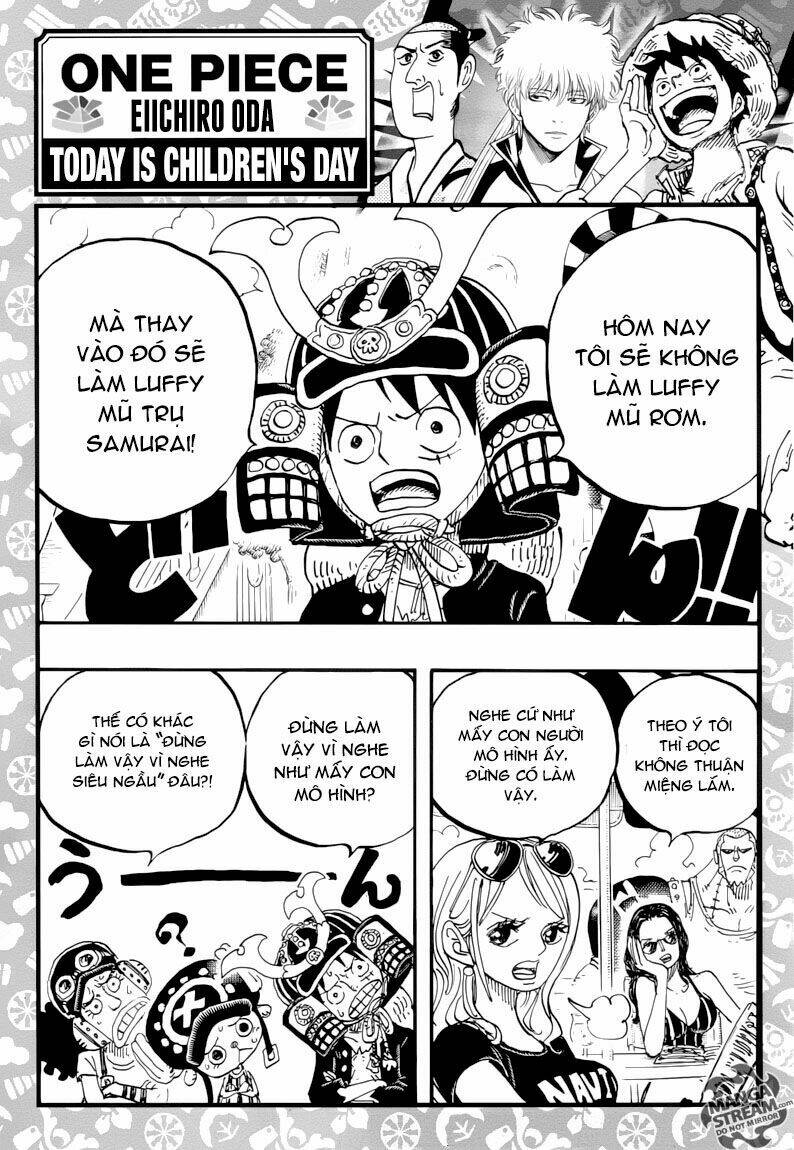 ONE PIECE
EIICHIRO ODA
TODAY IS CHILDREN'S DAY
HÔM NAY
TÔI SẼ KHÔNG
LÀM LUFFY
MŨ RƠM.
MÀ THAY
VÀO ĐÓ SẼ
LÀM LUFFY
MŨ TRỤ
SAMURAI!
THEO Ý TÔI
THÌ ĐỌC
KHÔNG THUẬN
MIỆNG LẮM.
NGHE CỨ NHƯ
MẤY CON NGƯỜI
MÔ HÌNH ẤY.
ĐỪNG CÓ LÀM
VẬY.
NAVI
ĐỪNG LÀM
VẬY VÌ NGHE
NHƯ MẤY CON
MÔ HÌNH?
THẾ CÓ KHÁC
GÌ NÓI LÀ "ĐỪNG
LÀM VẬY VÌ NGHE
SIÊU NGẦU" ĐÂU?!
うーん
?
MANGA
STREAM.COM
DO NOT MIRROR